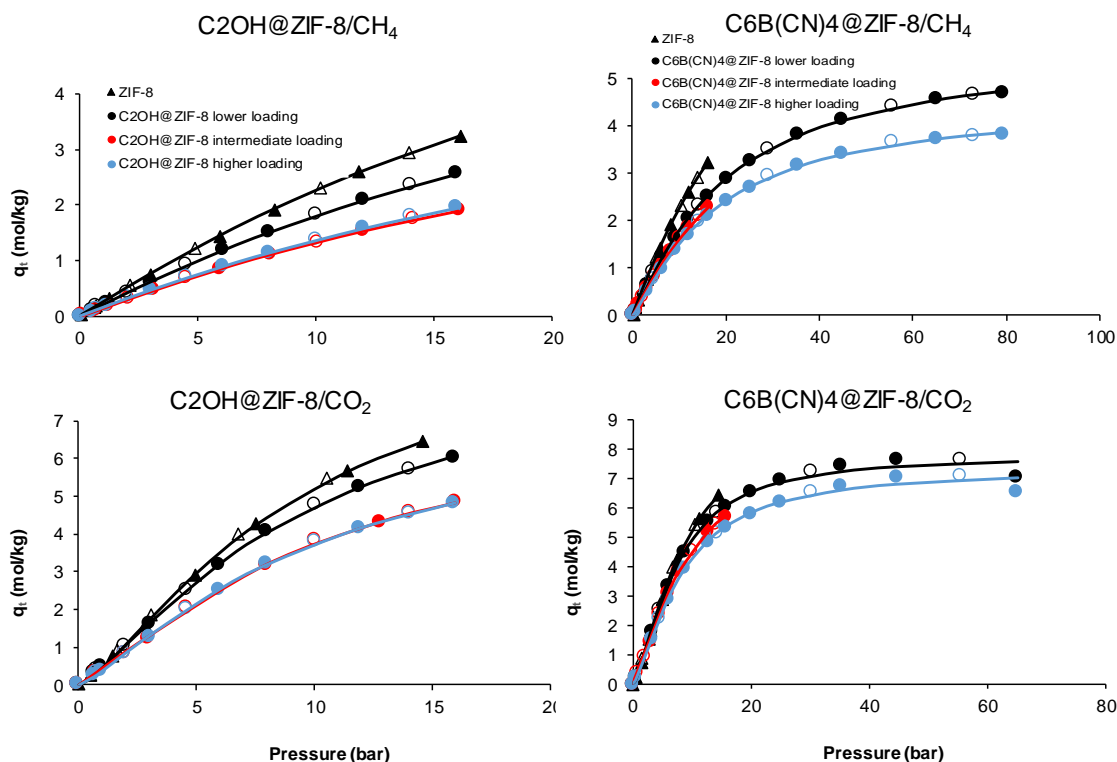 C2OH@ZIF-8/CH4
ZIF-8
C2OH@ZIF-8 lower loading
C2OH@ZIF-8 intermediate loading
C2OH@ZIF-8 higher loading
qt (mol/kg)
4
3
2
1
0
0 5 10 15 20
C6B(CN)4@ZIF-8/CH4
ZIF-8
C6B(CN)4@ZIF-8 lower loading
C6B(CN)4@ZIF-8 intermediate loading
C6B(CN)4@ZIF-8 higher loading
qt (mol/kg)
5
4
3
2
1
0
0 20 40 60 80 100
C2OH@ZIF-8/CO2
qt (mol/kg)
7
6
5
4
3
2
1
0
0 5 10 15 20
Pressure (bar)
C6B(CN)4@ZIF-8/CO2
qt (mol/kg)
9
8
7
6
5
4
3
2
1
0
0 20 40 60 80
Pressure (bar)